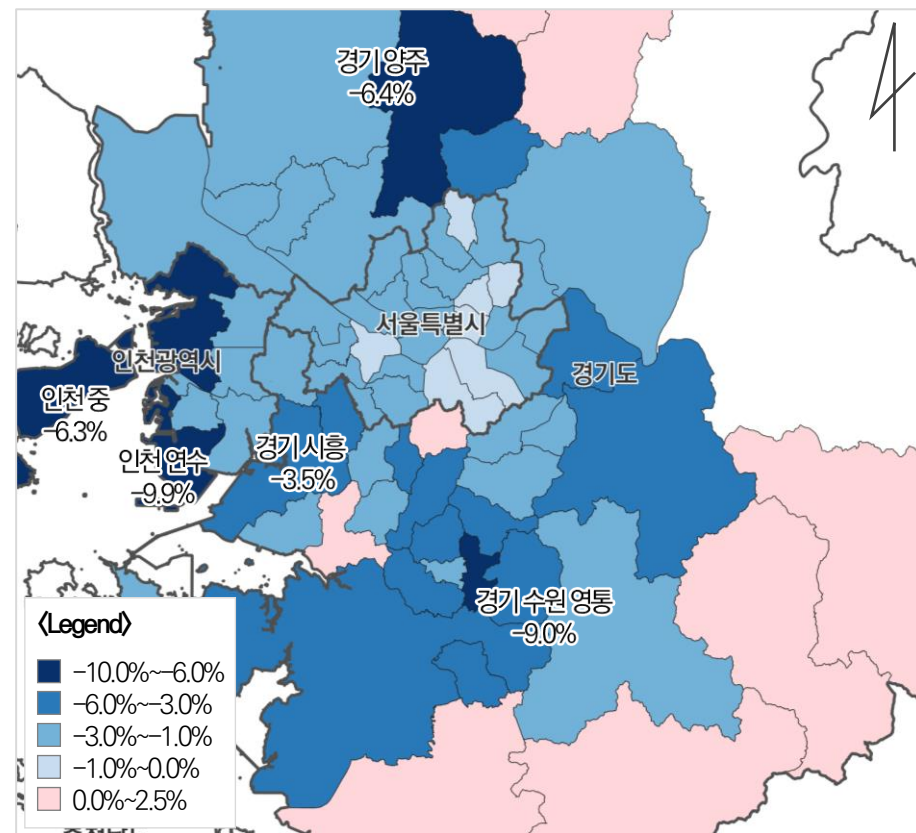 경기 양주
-6.4%
서울특별시
인천광역시
경기도
인천 중
-6.3%
인천 연수
-9.9%
경기 시흥
-3.5%
경기 수원 영통
-9.0%
〈Legend〉
-10.0%~-6.0%
-6.0%~-3.0%
-3.0%~-1.0%
-1.0%~0.0%
0.0%~2.5%